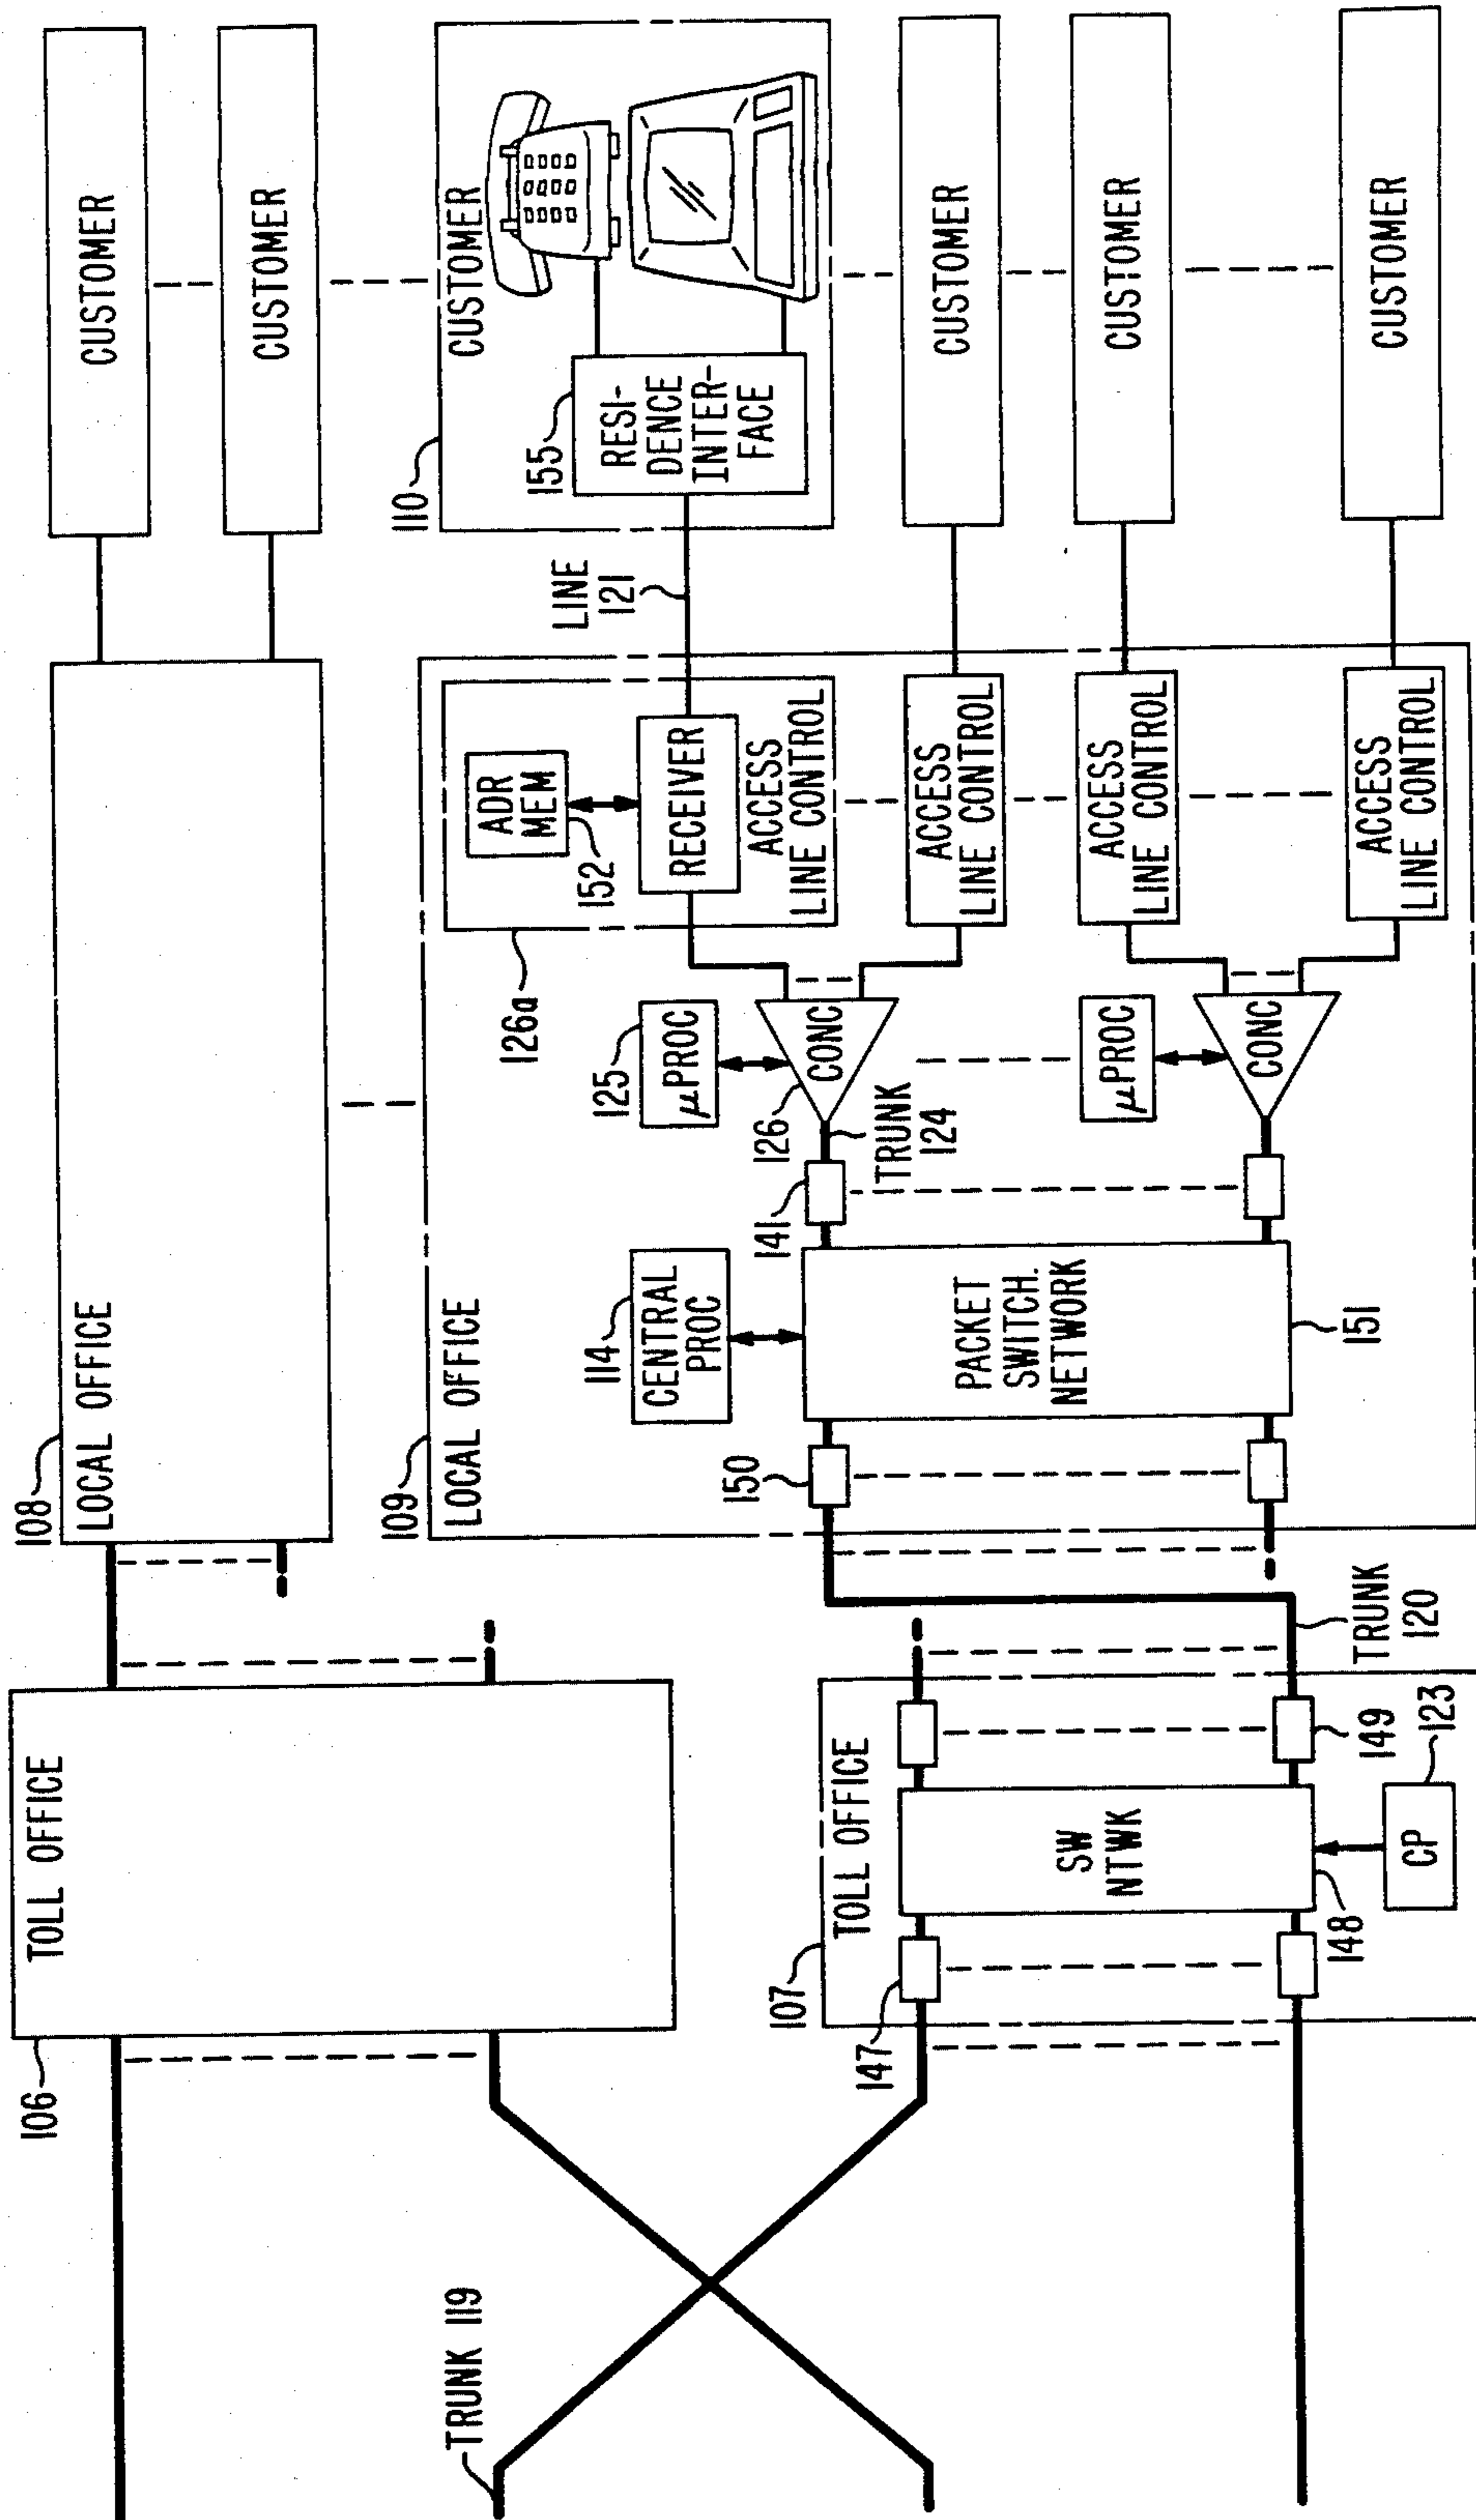 TRUNK 119
106
TOLL OFFICE
107
TOLL OFFICE
147
SW
NTWK
148
CP
123
149
TRUNK
120
108
LOCAL OFFICE
109
LOCAL OFFICE
150
114
CENTRAL
PROC
PACKET
SWITCH.
NETWORK
151
141
TRUNK
124
126
125
μPROC
CONC
μPROC
CONC
126a
152
ADR
MEM
RECEIVER
ACCESS
LINE CONTROL
ACCESS
LINE CONTROL
ACCESS
LINE CONTROL
ACCESS
LINE CONTROL
LINE
121
CUSTOMER
CUSTOMER
110
CUSTOMER
155
RESI-
DENCE
INTER-
FACE
CUSTOMER
CUSTOMER
CUSTOMER